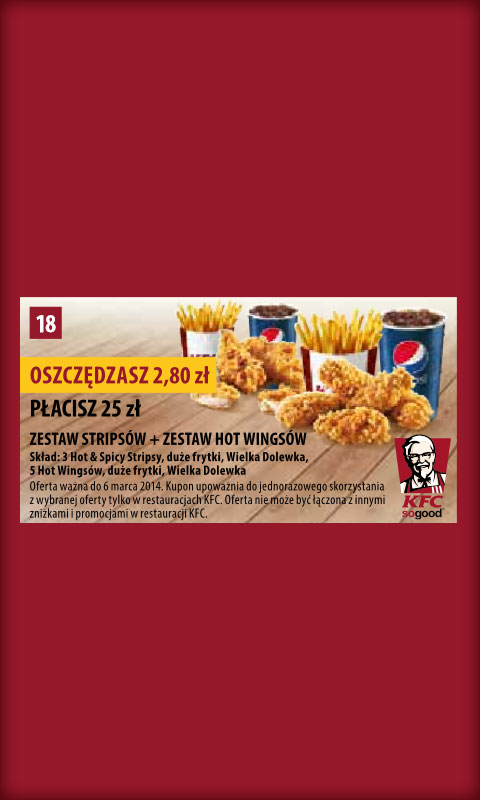 18
OSZCZĘDZASZ 2,80 zł
PŁACISZ 25 zł
ZESTAW STRIPSÓW + ZESTAW HOT WINGSÓW
Skład: 3 Hot & Spicy Stripsy, duże frytki, Wielka Dolewka,
5 Hot Wingsów, duże frytki, Wielka Dolewka
Oferta ważna do 6 marca 2014. Kupon upoważnia do jednorazowego skorzystania
z wybranej oferty tylko w restauracjach KFC. Oferta nie może być łączona z innymi
zniżkami i promocjami w restauracji KFC.
KFC
sogood